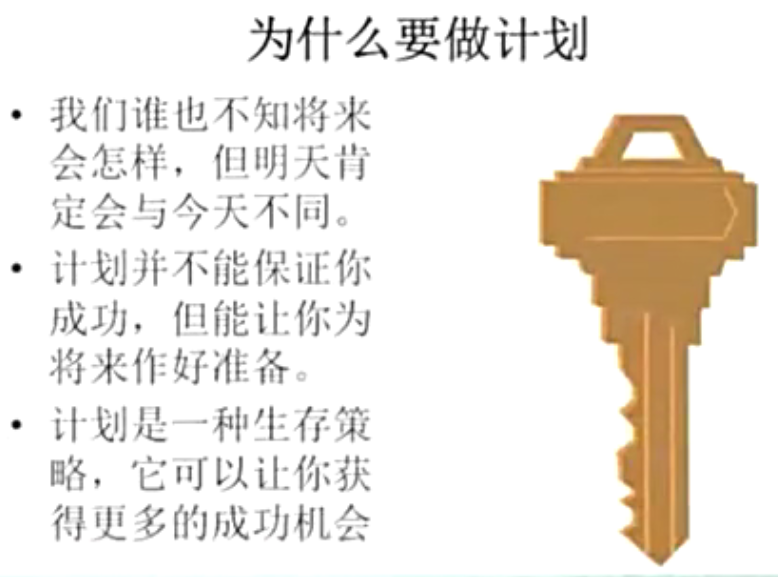 为什么要做计划
• 我们谁也不知将来
会怎样，但明天肯
定会与今天不同。
• 计划并不能保证你
成功，但能让你为
将来作好准备。
• 计划是一种生存策
略，它可以让你获
得更多的成功机会